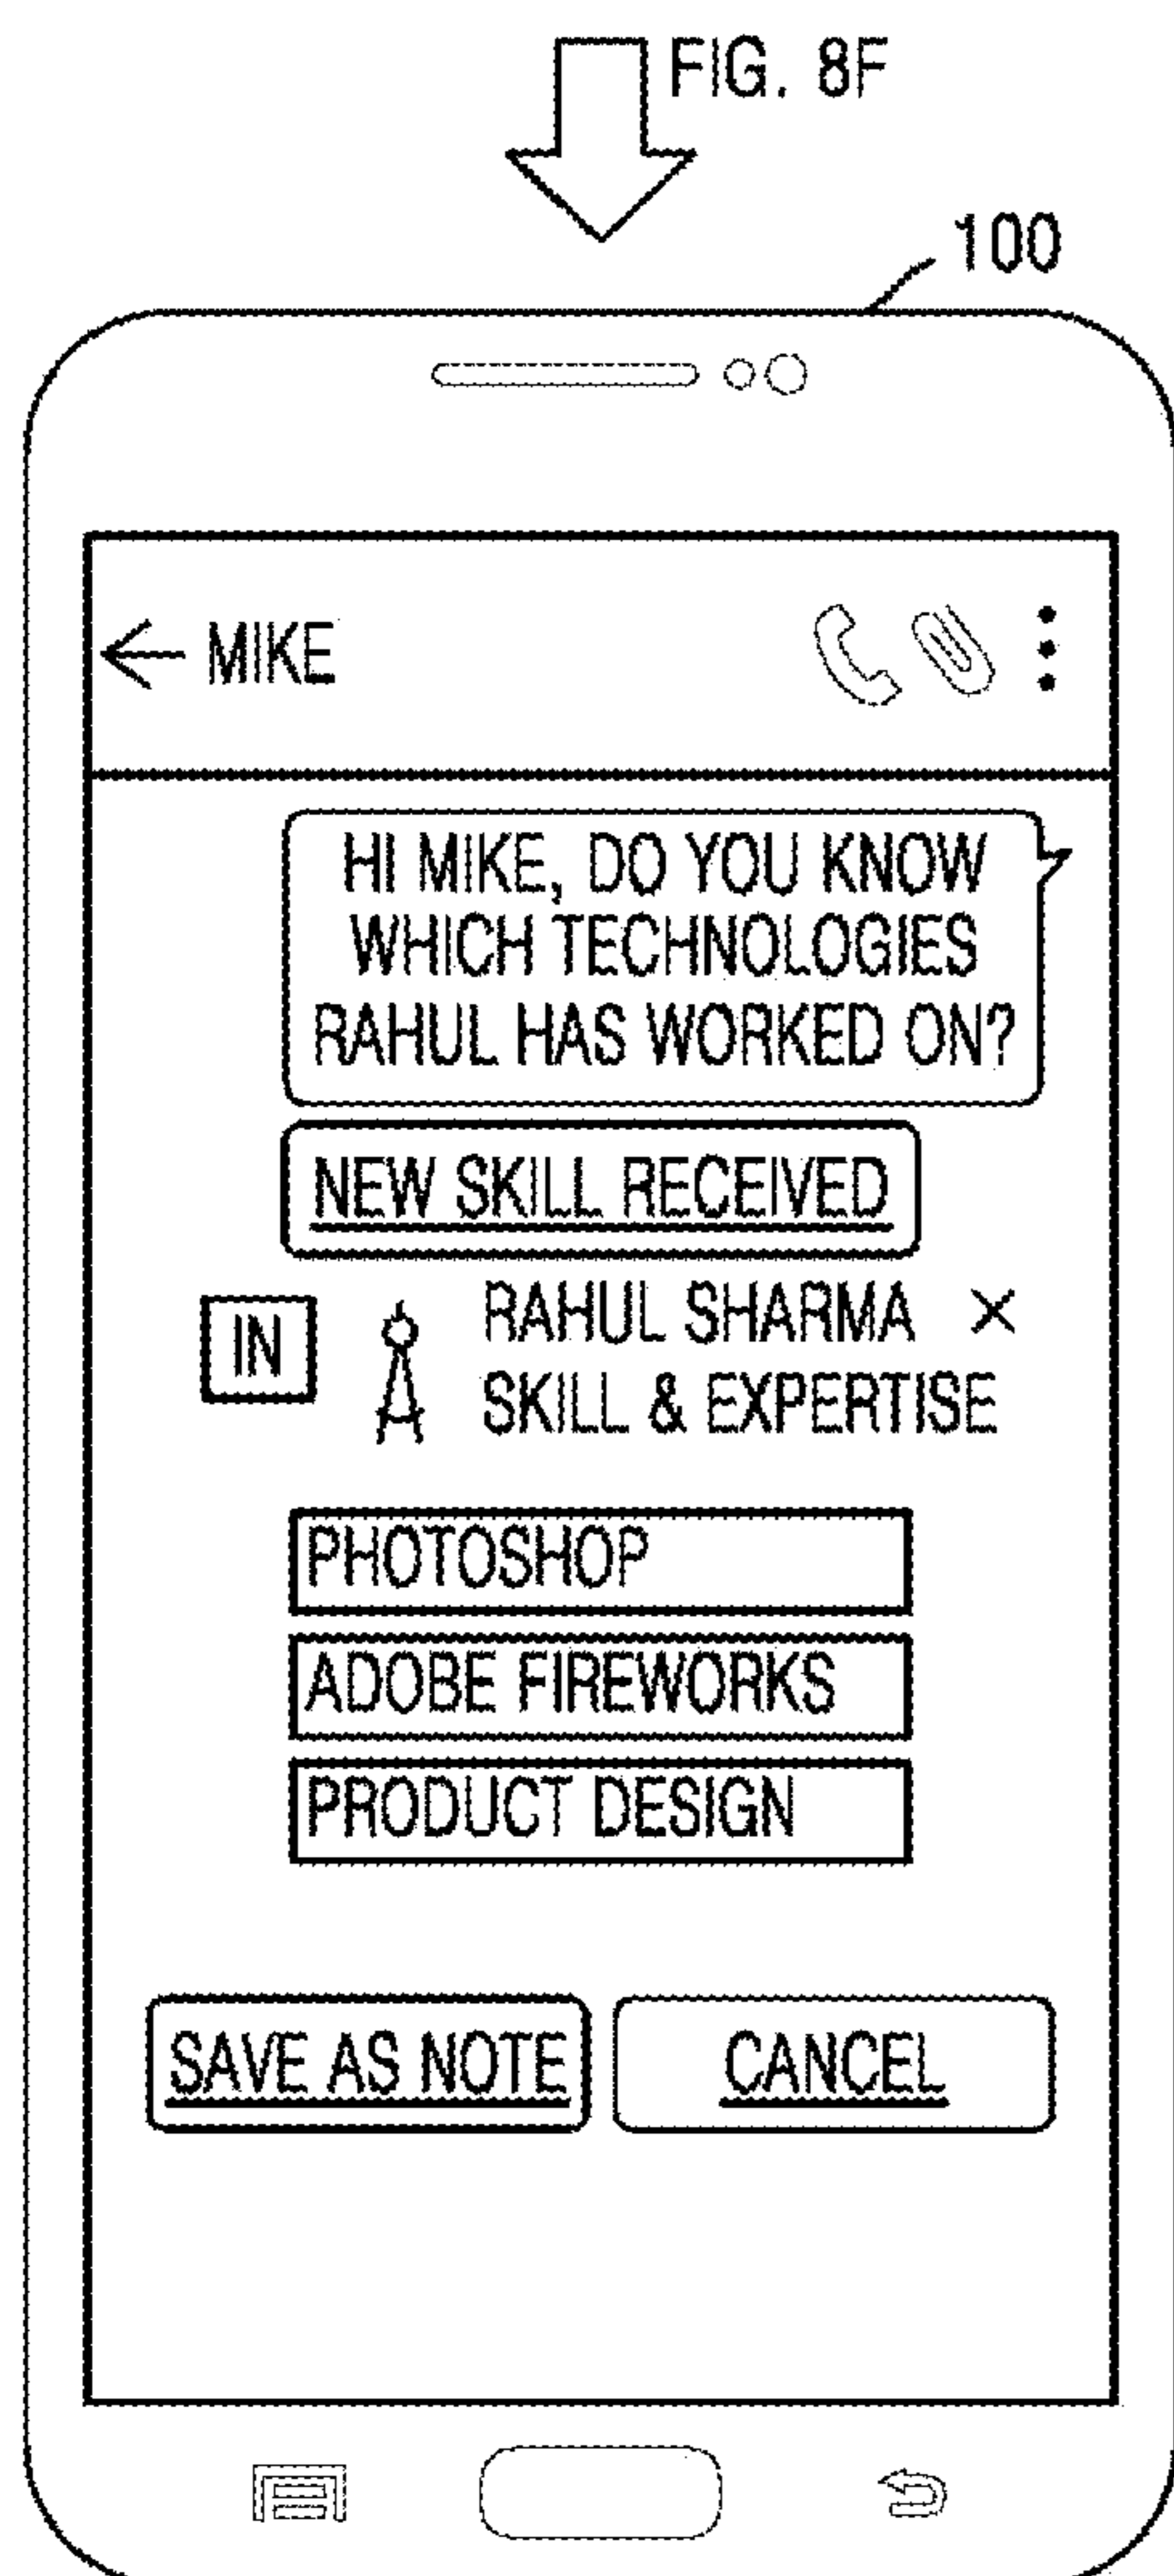 FIG. 8F
100
MIKE
HI MIKE, DO YOU KNOW
WHICH TECHNOLOGIES
RAHUL HAS WORKED ON?
NEW SKILL RECEIVED
IN
RAHUL SHARMA
SKILL & EXPERTISE
PHOTOSHOP
ADOBE FIREWORKS
PRODUCT DESIGN
SAVE AS NOTE
CANCEL